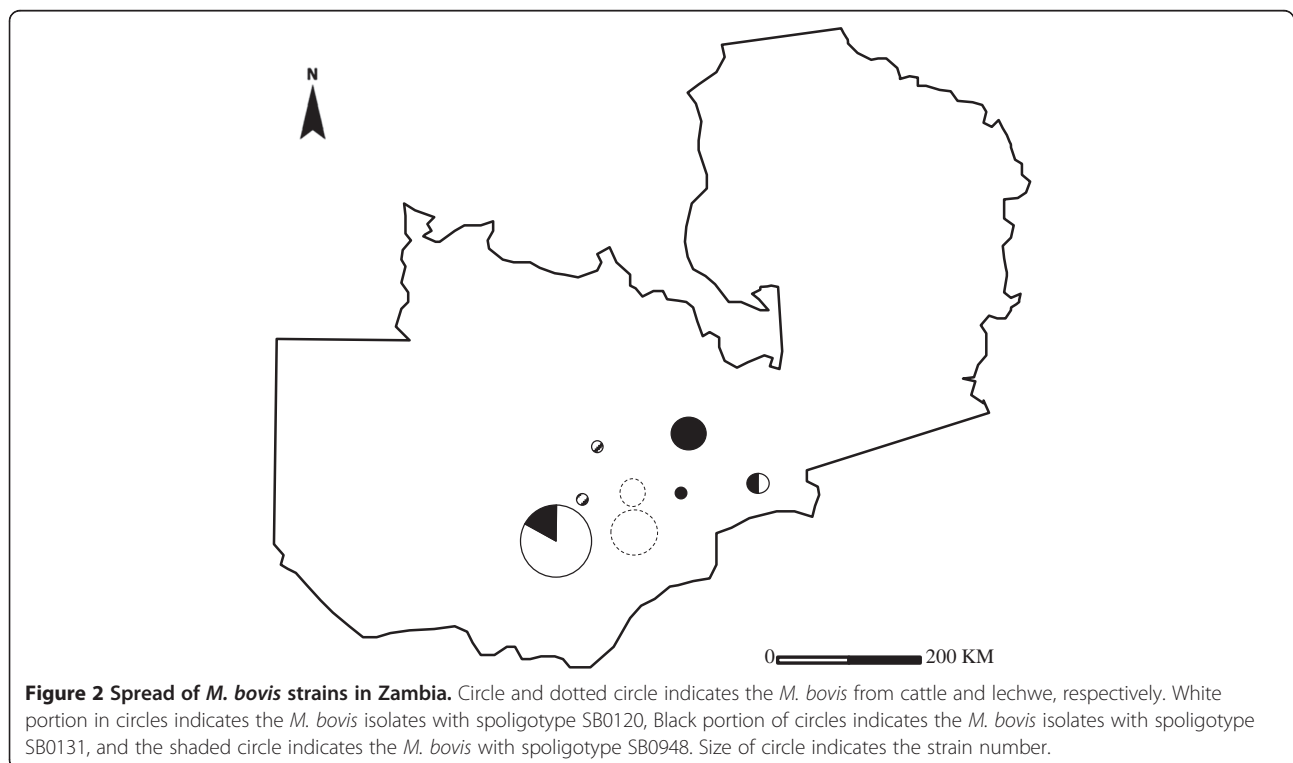 N
0 200 KM
Figure 2 Spread of M. bovis strains in Zambia. Circle and dotted circle indicates the M. bovis from cattle and lechwe, respectively. White
portion in circles indicates the M. bovis isolates with spoligotype SB0120, Black portion of circles indicates the M. bovis isolates with spoligotype
SB0131, and the shaded circle indicates the M. bovis with spoligotype SB0948. Size of circle indicates the strain number.